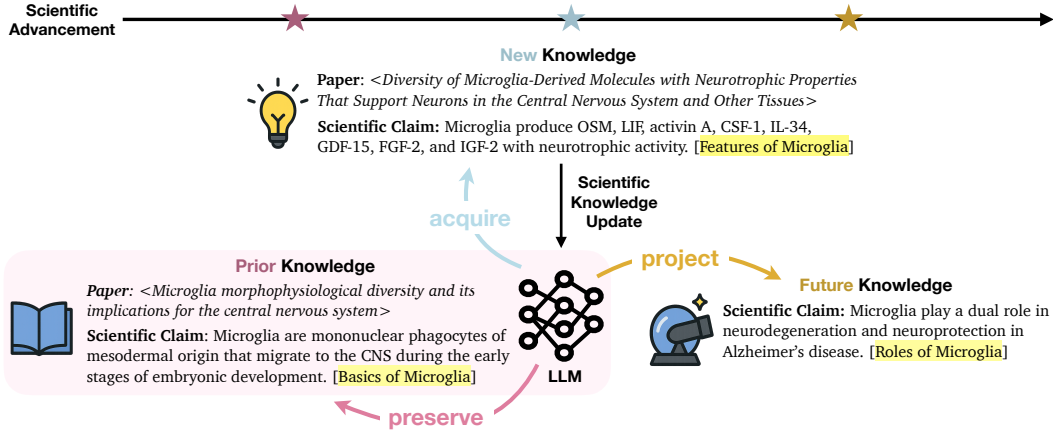 Scientific
Advancement
New Knowledge
Paper: <Diversity of Microglia-Derived Molecules with Neurotrophic Properties
That Support Neurons in the Central Nervous System and Other Tissues>
Scientific Claim: Microglia produce OSM, LIF, activin A, CSF-1, IL-34,
GDF-15, FGF-2, and IGF-2 with neurotrophic activity. [Features of Microglia]
acquire
Scientific
Knowledge
Update
Prior Knowledge
Paper: <Microglia morphophysiological diversity and its
implications for the central nervous system>
Scientific Claim: Microglia are mononuclear phagocytes of
mesodermal origin that migrate to the CNS during the early
stages of embryonic development. [Basics of Microglia]
LLM
preserve
project
Future Knowledge
Scientific Claim: Microglia play a dual role in
neurodegeneration and neuroprotection in
Alzheimer's disease. [Roles of Microglia]